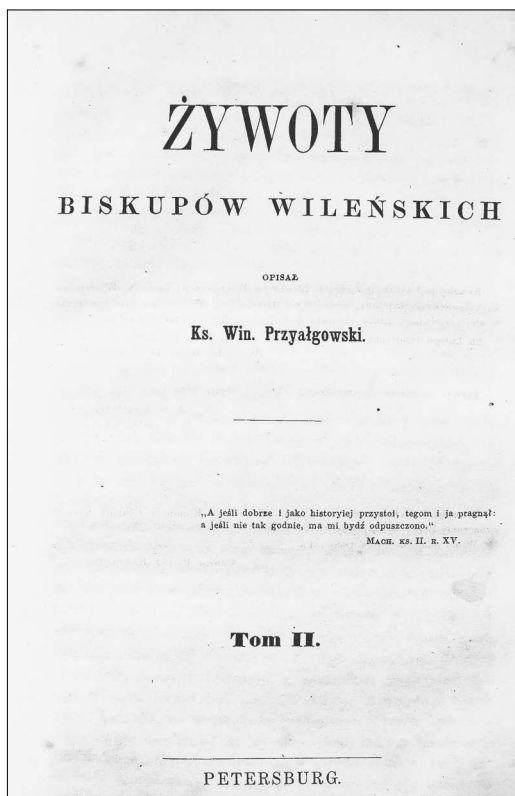 ŻYWOTY
BISKUPÓW WILEŃSKICH
OPISAŁ
Ks. Win. Przyałgowski.
„A jeśli dobrze i jako historyiej przystoi, tegom i ja pragnął:
a jeśli nie tak godnie, ma mi bydź odpuszczono.“
MACH. KS. II. R. XV.
Tom II.
PETERSBURG.